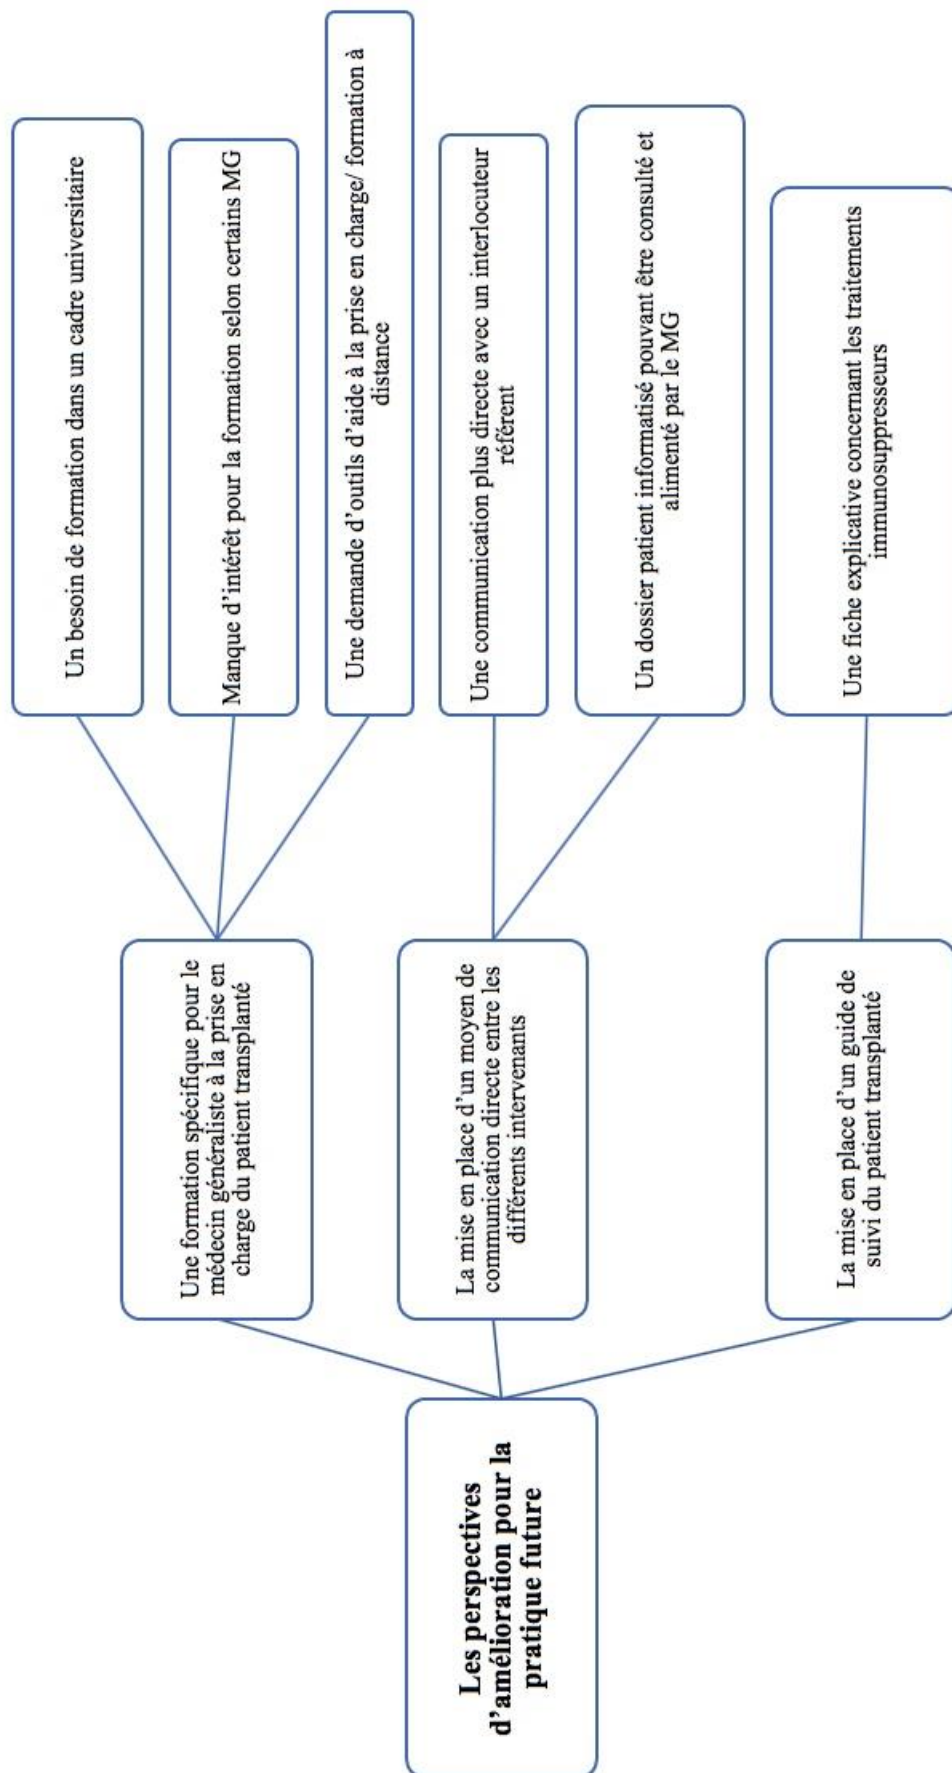 Les perspectives
d'amélioration pour la
pratique future
Une formation spécifique pour le
médecin généraliste à la prise en
charge du patient transplanté
Un besoin de formation dans un cadre universitaire
Manque d'intérêt pour la formation selon certains MG
Une demande d'outils d'aide à la prise en charge/ formation à
distance
La mise en place d'un moyen de
communication directe entre les
différents intervenants
Une communication plus directe avec un interlocuteur
référent
Un dossier patient informatisé pouvant être consulté et
alimenté par le MG
La mise en place d'un guide de
suivi du patient transplanté
Une fiche explicative concernant les traitements
immunosuppresseurs